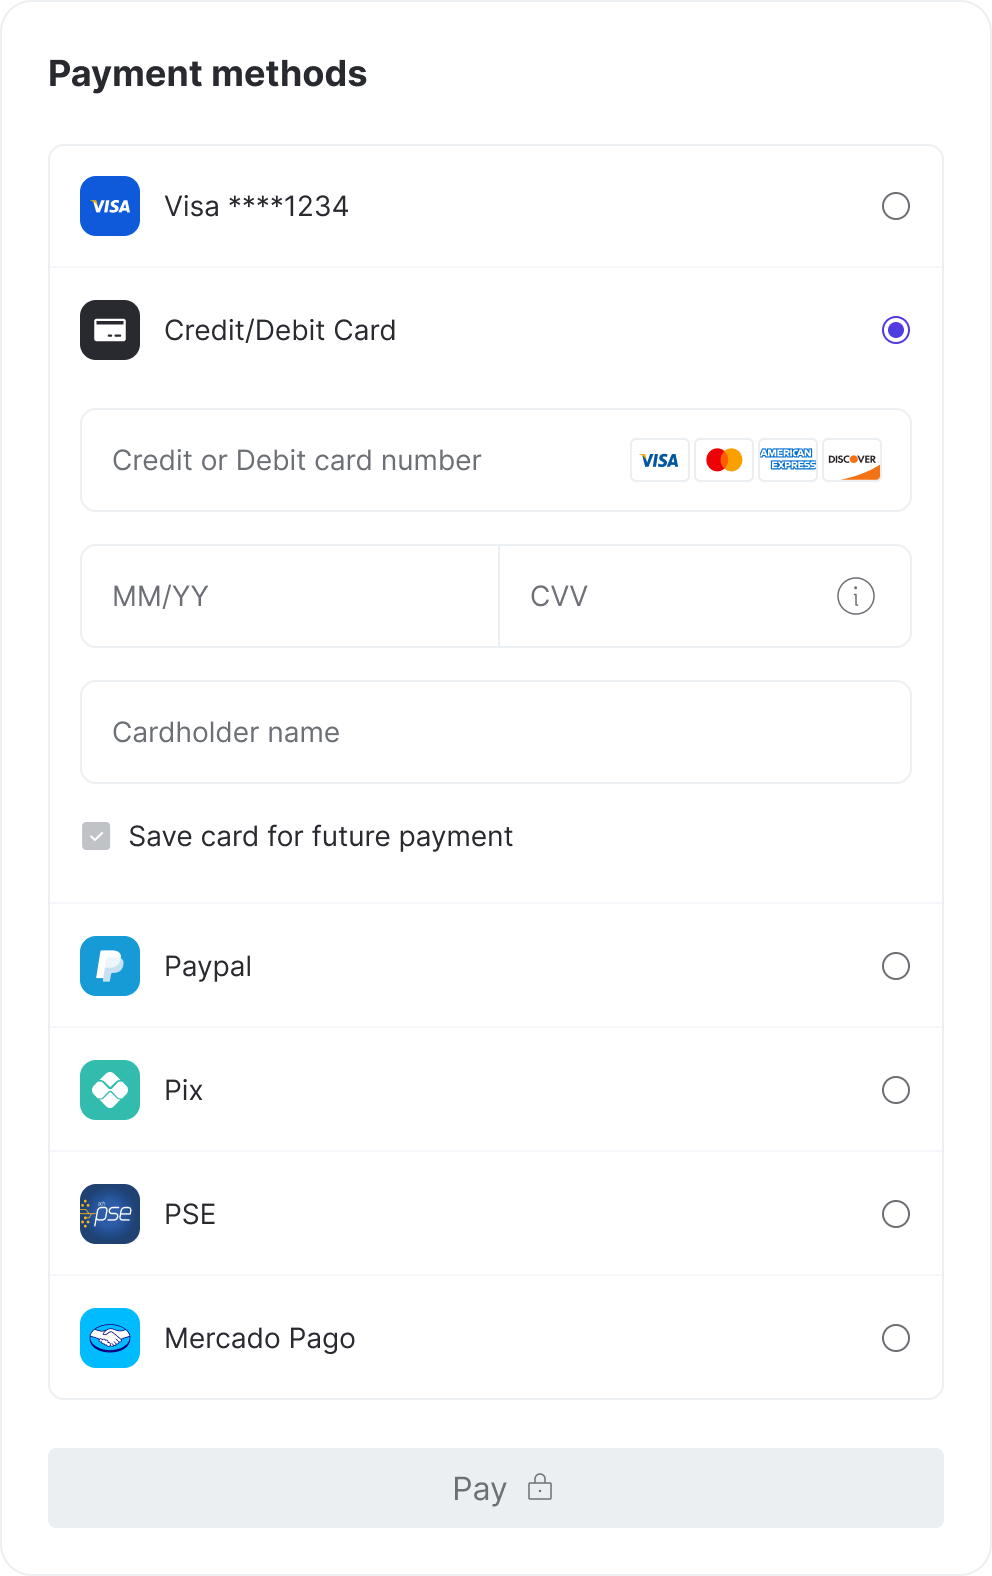 Payment methods
VISA
Visa ****1234
Credit/Debit Card
Credit or Debit card number
VISA
AMERICAN
EXPRESS
DISCOVER
MM/YY
CVV
i
Cardholder name
Save card for future payment
P
Paypal
Pix
pse
PSE
Mercado Pago
Pay